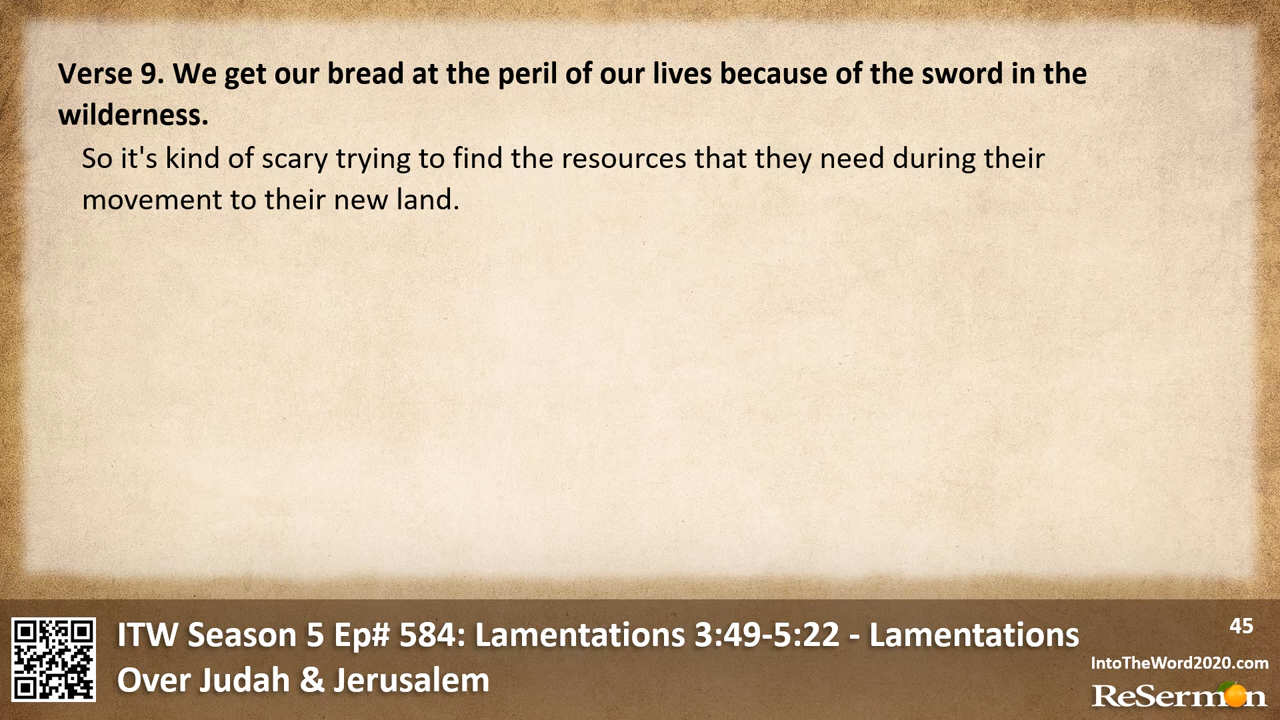 Verse 9. We get our bread at the peril of our lives because of the sword in the
wilderness.
So it's kind of scary trying to find the resources that they need during their
movement to their new land.
ITW Season 5 Ep# 584: Lamentations 3:49-5:22 - Lamentations
Over Judah & Jerusalem
45
IntoTheWord2020.com
ReSermon